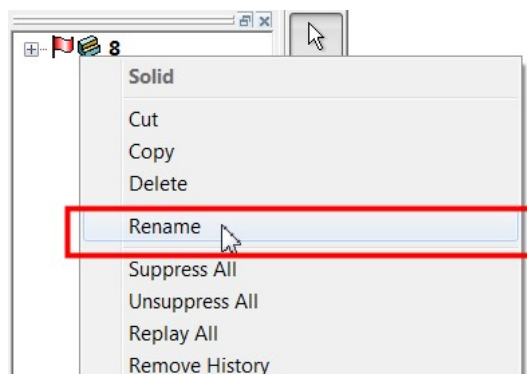 8
Solid
Cut
Copy
Delete
Rename
Suppress All
Unsuppress All
Replay All
Remove History